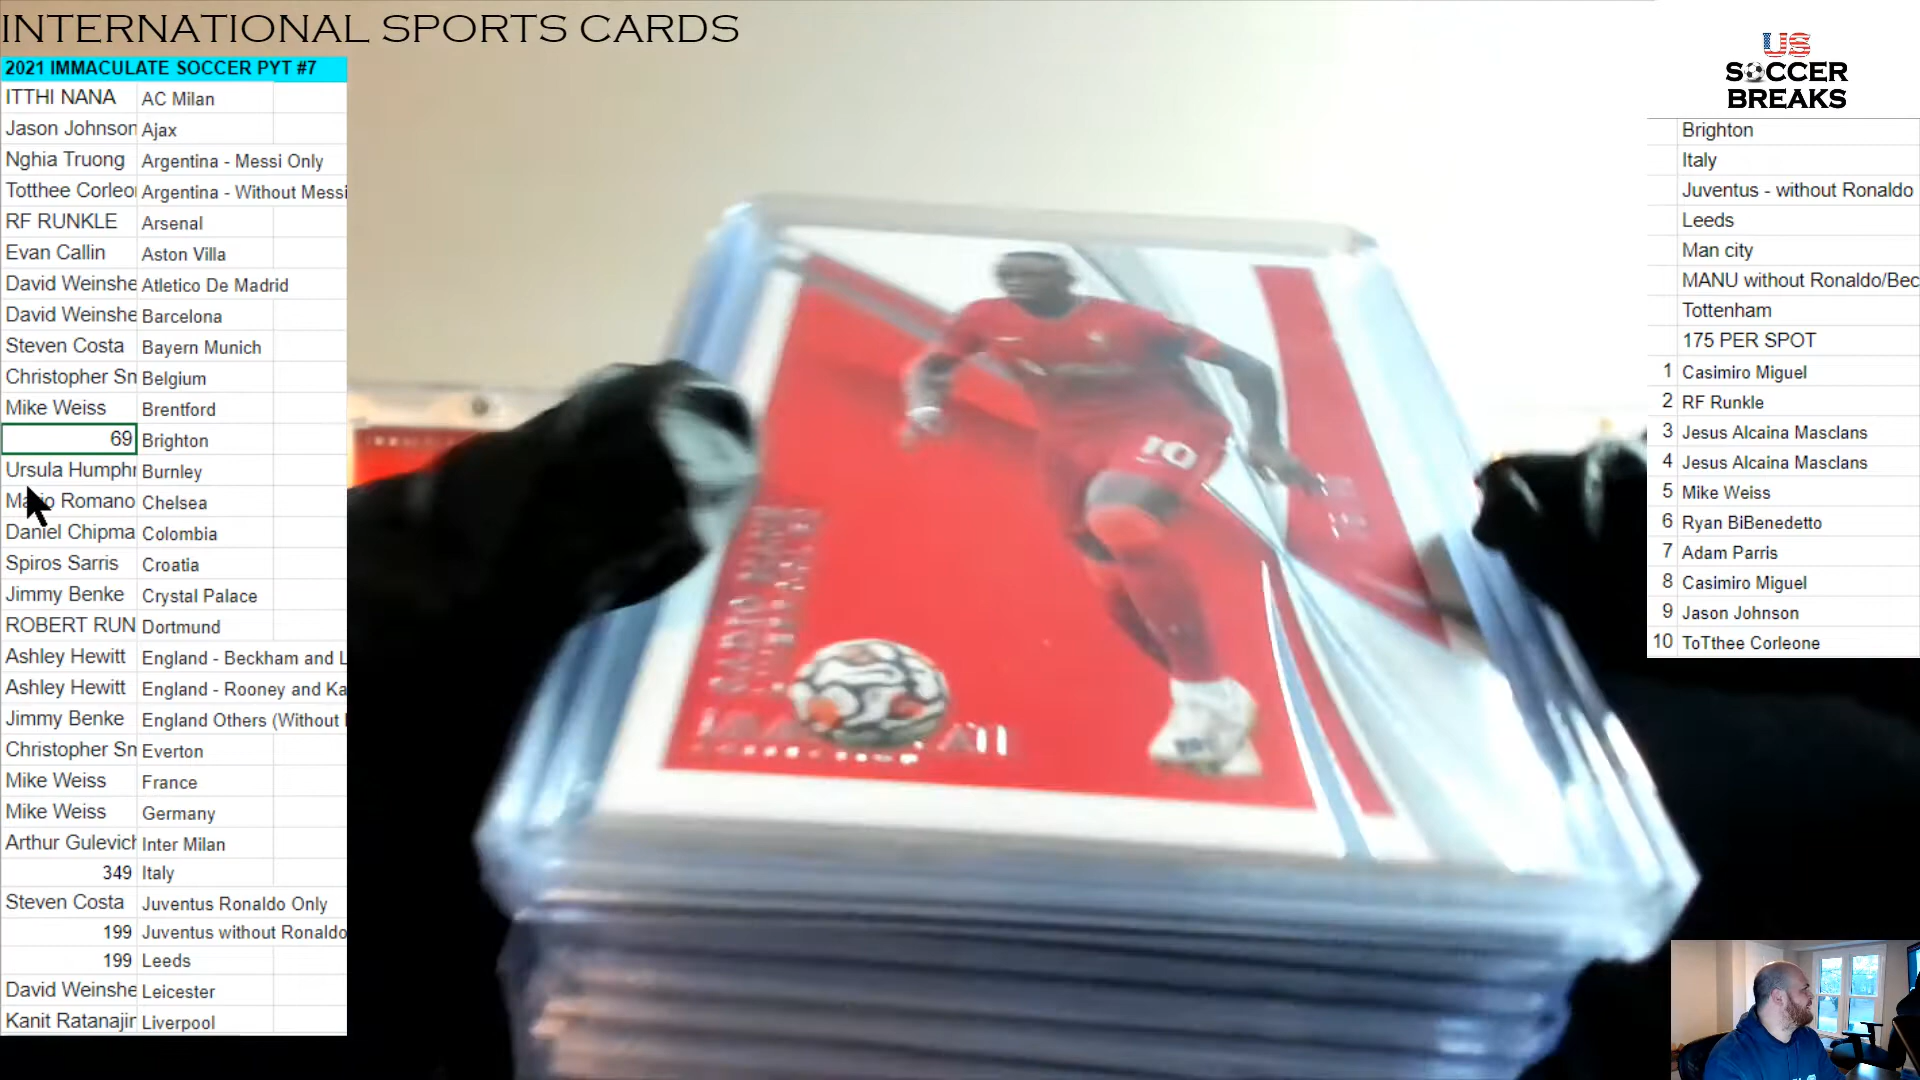 INTERNATIONAL SPORTS CARDS
2021 IMMACULATE SOCCER PYT #7
ITTHI NANA AC Milan
Jason Johnson Ajax
Nghia Truong Argentina - Messi Only
Totthee Corleo Argentina - Without Messi
RF RUNKLE Arsenal
Evan Callin Aston Villa
David Weinshe Atletico De Madrid
David Weinshe Barcelona
Steven Costa Bayern Munich
Christopher Sn Belgium
Mike Weiss Brentford
69 Brighton
Ursula Humphr Burnley
Romano Chelsea
Daniel Chipma Colombia
Spiros Sarris Croatia
Jimmy Benke Crystal Palace
ROBERT RUN Dortmund
Ashley Hewitt England - Beckham and L
Ashley Hewitt England - Rooney and Ka
Jimmy Benke England Others (Without
Christopher Sn Everton
Mike Weiss France
Mike Weiss Germany
Arthur Gulevich Inter Milan
349 Italy
Steven Costa Juventus Ronaldo Only
199 Juventus without Ronaldo
199 Leeds
David Weinshe Leicester
Kanit Ratanajir Liverpool
10
US
SOCCER
BREAKS
Brighton
Italy
Juventus - without Ronaldo
Leeds
Man city
MANU without Ronaldo/Bec
Tottenham
175 PER SPOT
1 Casimiro Miguel
2 RF Runkle
3 Jesus Alcaina Masclans
4 Jesus Alcaina Masclans
5 Mike Weiss
6 Ryan BiBenedetto
7 Adam Parris
8 Casimiro Miguel
9 Jason Johnson
10 ToTthee Corleone